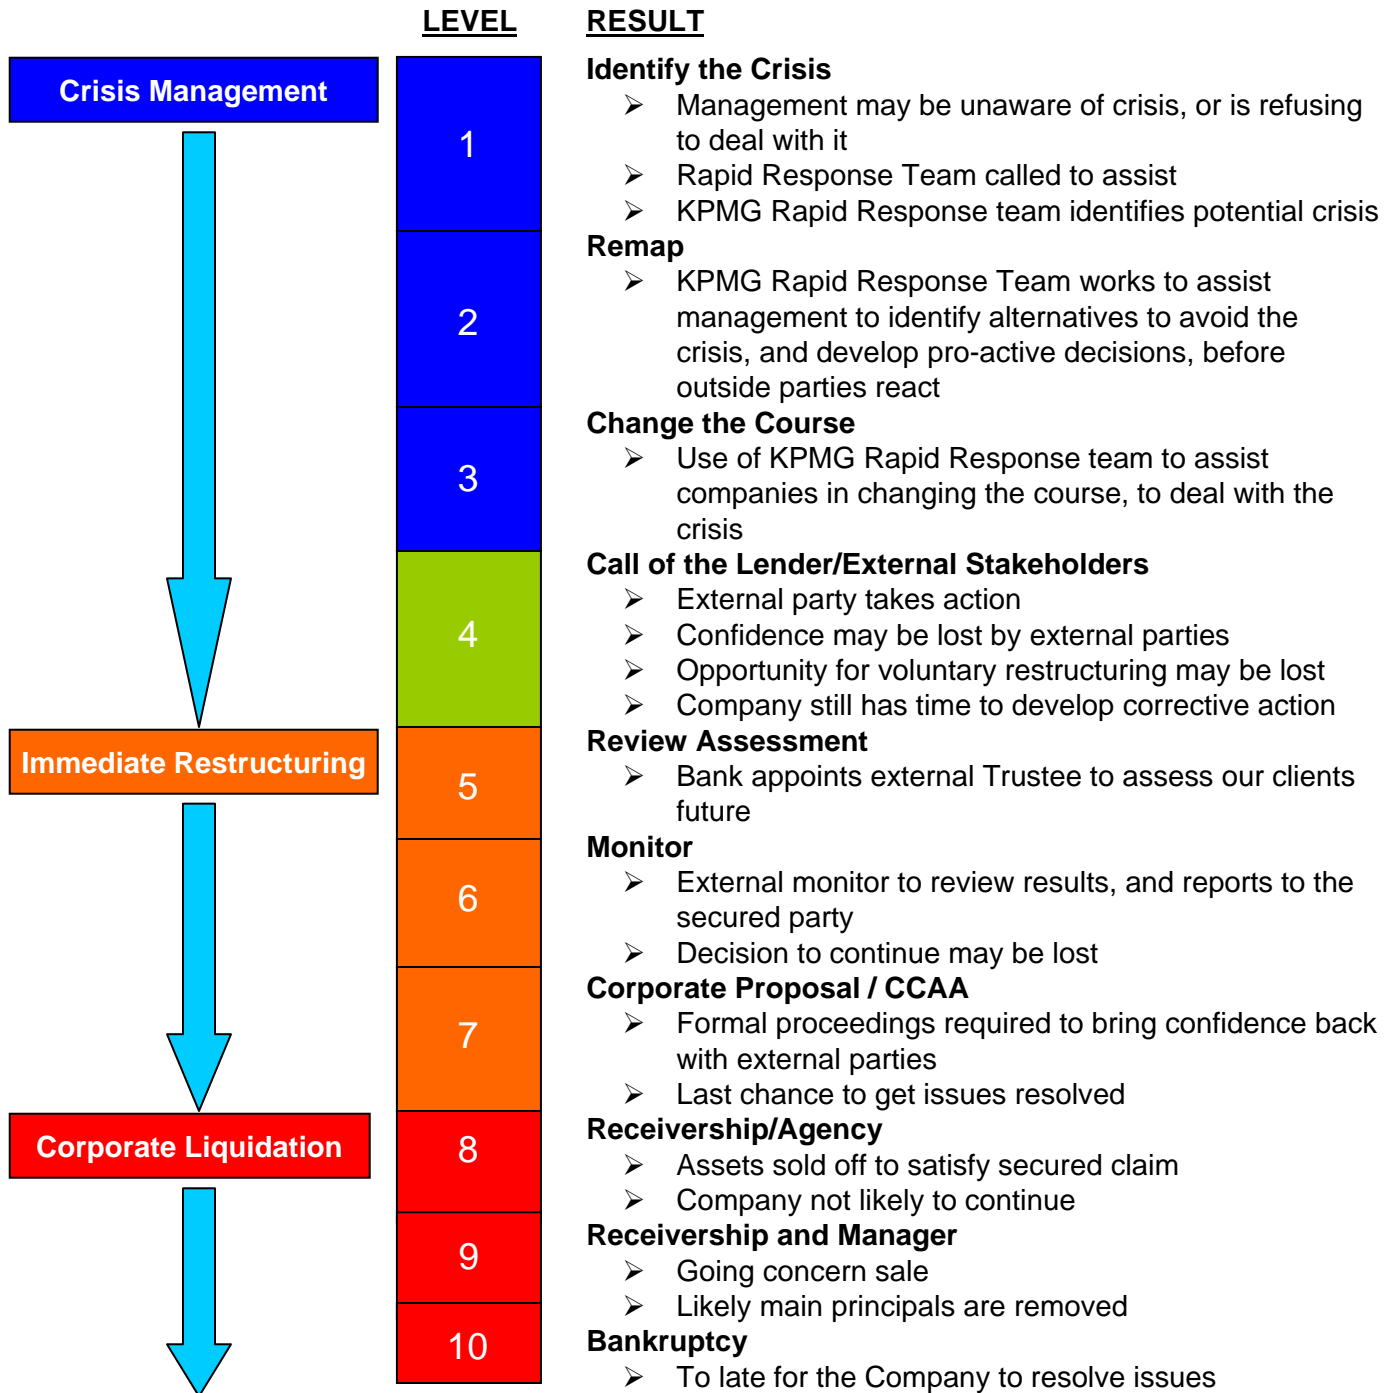 LEVEL RESULT
Crisis Management
1
Identify the Crisis
➢ Management may be unaware of crisis, or is refusing
to deal with it
➢ Rapid Response Team called to assist
➢ KPMG Rapid Response team identifies potential crisis
2
Remap
➢ KPMG Rapid Response Team works to assist
management to identify alternatives to avoid the
crisis, and develop pro-active decisions, before
outside parties react
3
Change the Course
➢ Use of KPMG Rapid Response team to assist
companies in changing the course, to deal with the
crisis
4
Call of the Lender/External Stakeholders
➢ External party takes action
➢ Confidence may be lost by external parties
➢ Opportunity for voluntary restructuring may be lost
➢ Company still has time to develop corrective action
Immediate Restructuring
5
Review Assessment
➢ Bank appoints external Trustee to assess our clients
future
6
Monitor
➢ External monitor to review results, and reports to the
secured party
➢ Decision to continue may be lost
7
Corporate Proposal / CCAA
➢ Formal proceedings required to bring confidence back
with external parties
➢ Last chance to get issues resolved
Corporate Liquidation
8
Receivership/Agency
➢ Assets sold off to satisfy secured claim
➢ Company not likely to continue
9
Receivership and Manager
➢ Going concern sale
➢ Likely main principals are removed
10
Bankruptcy
➢ To late for the Company to resolve issues